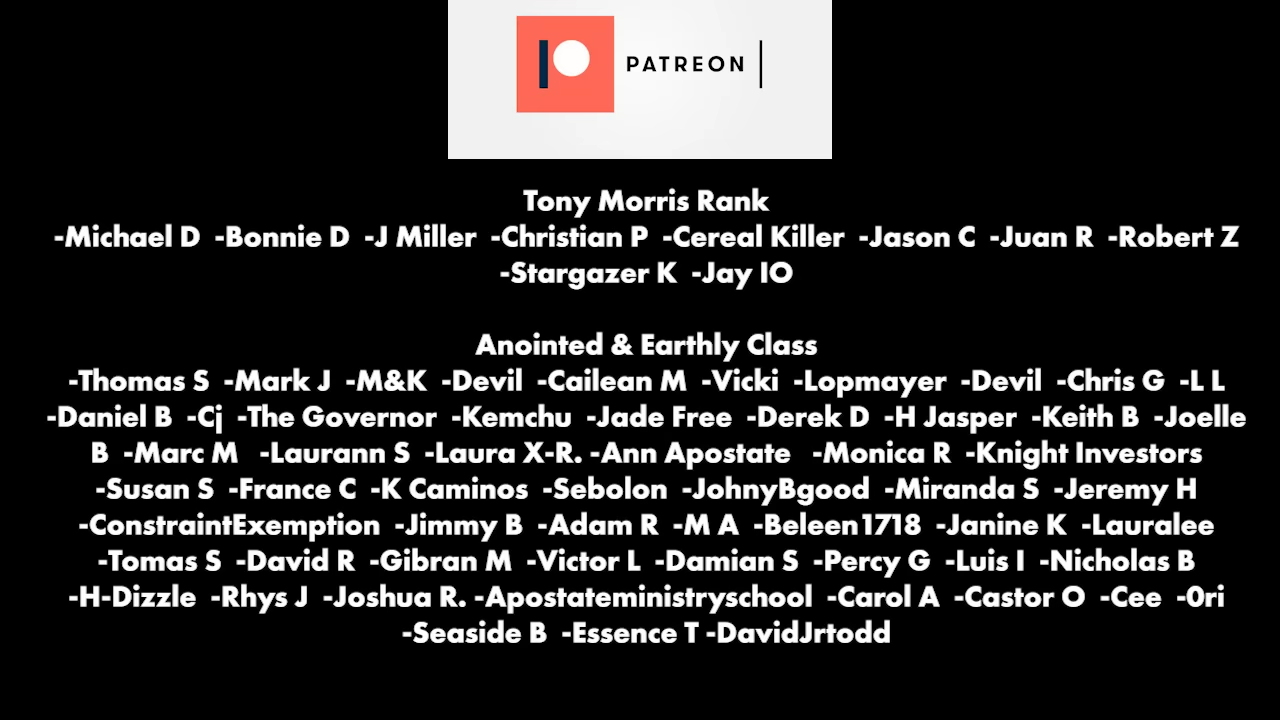 PATREON
Tony Morris Rank
-Michael D -Bonnie D -J Miller -Christian P -Cereal Killer -Jason C -Juan R -Robert Z
-Stargazer K -Jay IO
Anointed & Earthly Class
-Thomas S -Mark J -M&K -Devil -Cailean M -Vicki -Lopmayer -Devil -Chris G -L L
-Daniel B -Cj -The Governor -Kemchu -Jade Free -Derek D -H Jasper -Keith B -Joelle
B -Marc M -Laurann S -Laura X-R. -Ann Apostate -Monica R -Knight Investors
-Susan S -France C -K Caminos -Sebolon -JohnyBgood -Miranda S -Jeremy H
-ConstraintExemption -Jimmy B -Adam R -M A -Beleen1718 -Janine K -Lauralee
-Tomas S -David R -Gibran M -Victor L -Damian S -Percy G -Luis I -Nicholas B
-H-Dizzle -Rhys J -Joshua R. -Apostateministryschool -Carol A -Castor O -Cee -0ri
-Seaside B -Essence T -DavidJrtodd